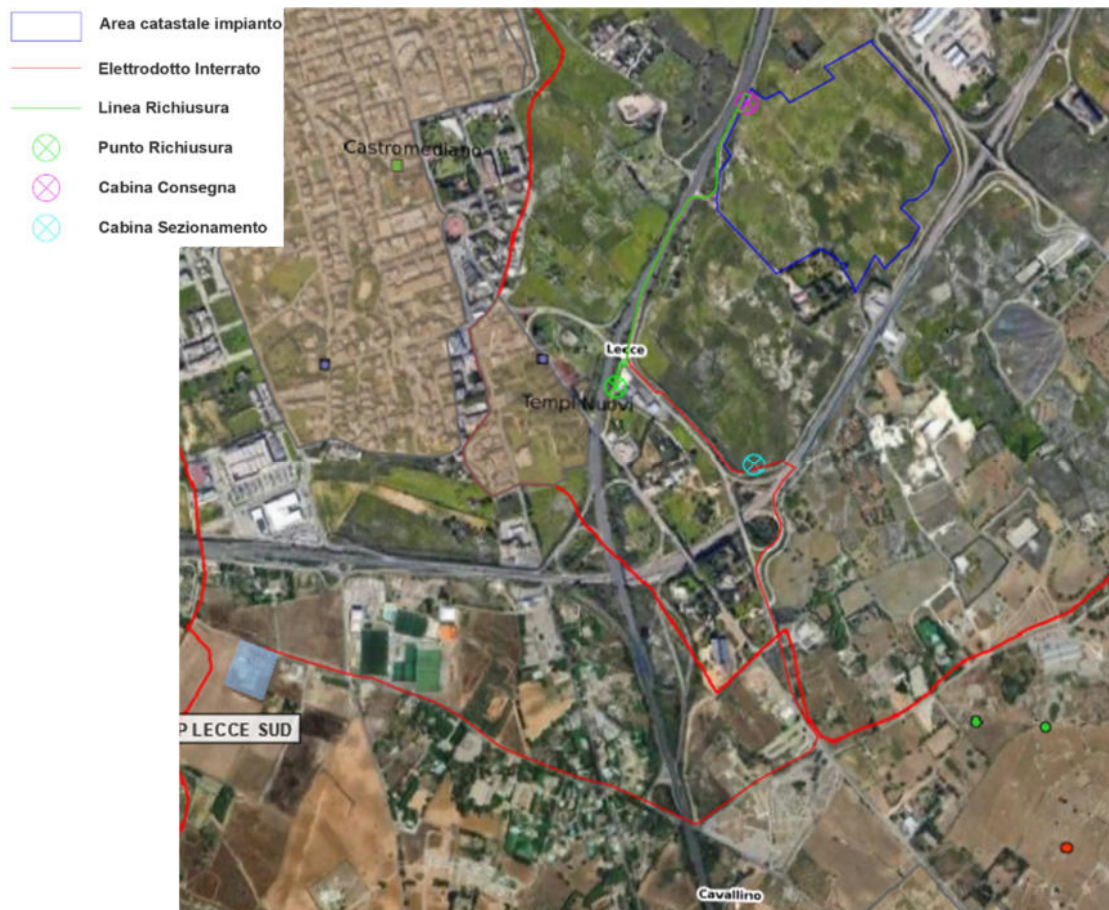 Area catastale impianto
Elettrodotto Interrato
Linea Richiusura
Punto Richiusura
Cabina Consegna
Cabina Sezionamento
Castromediano
Lecce
Tempi Nuovi
P LECCE SUD
Cavallino